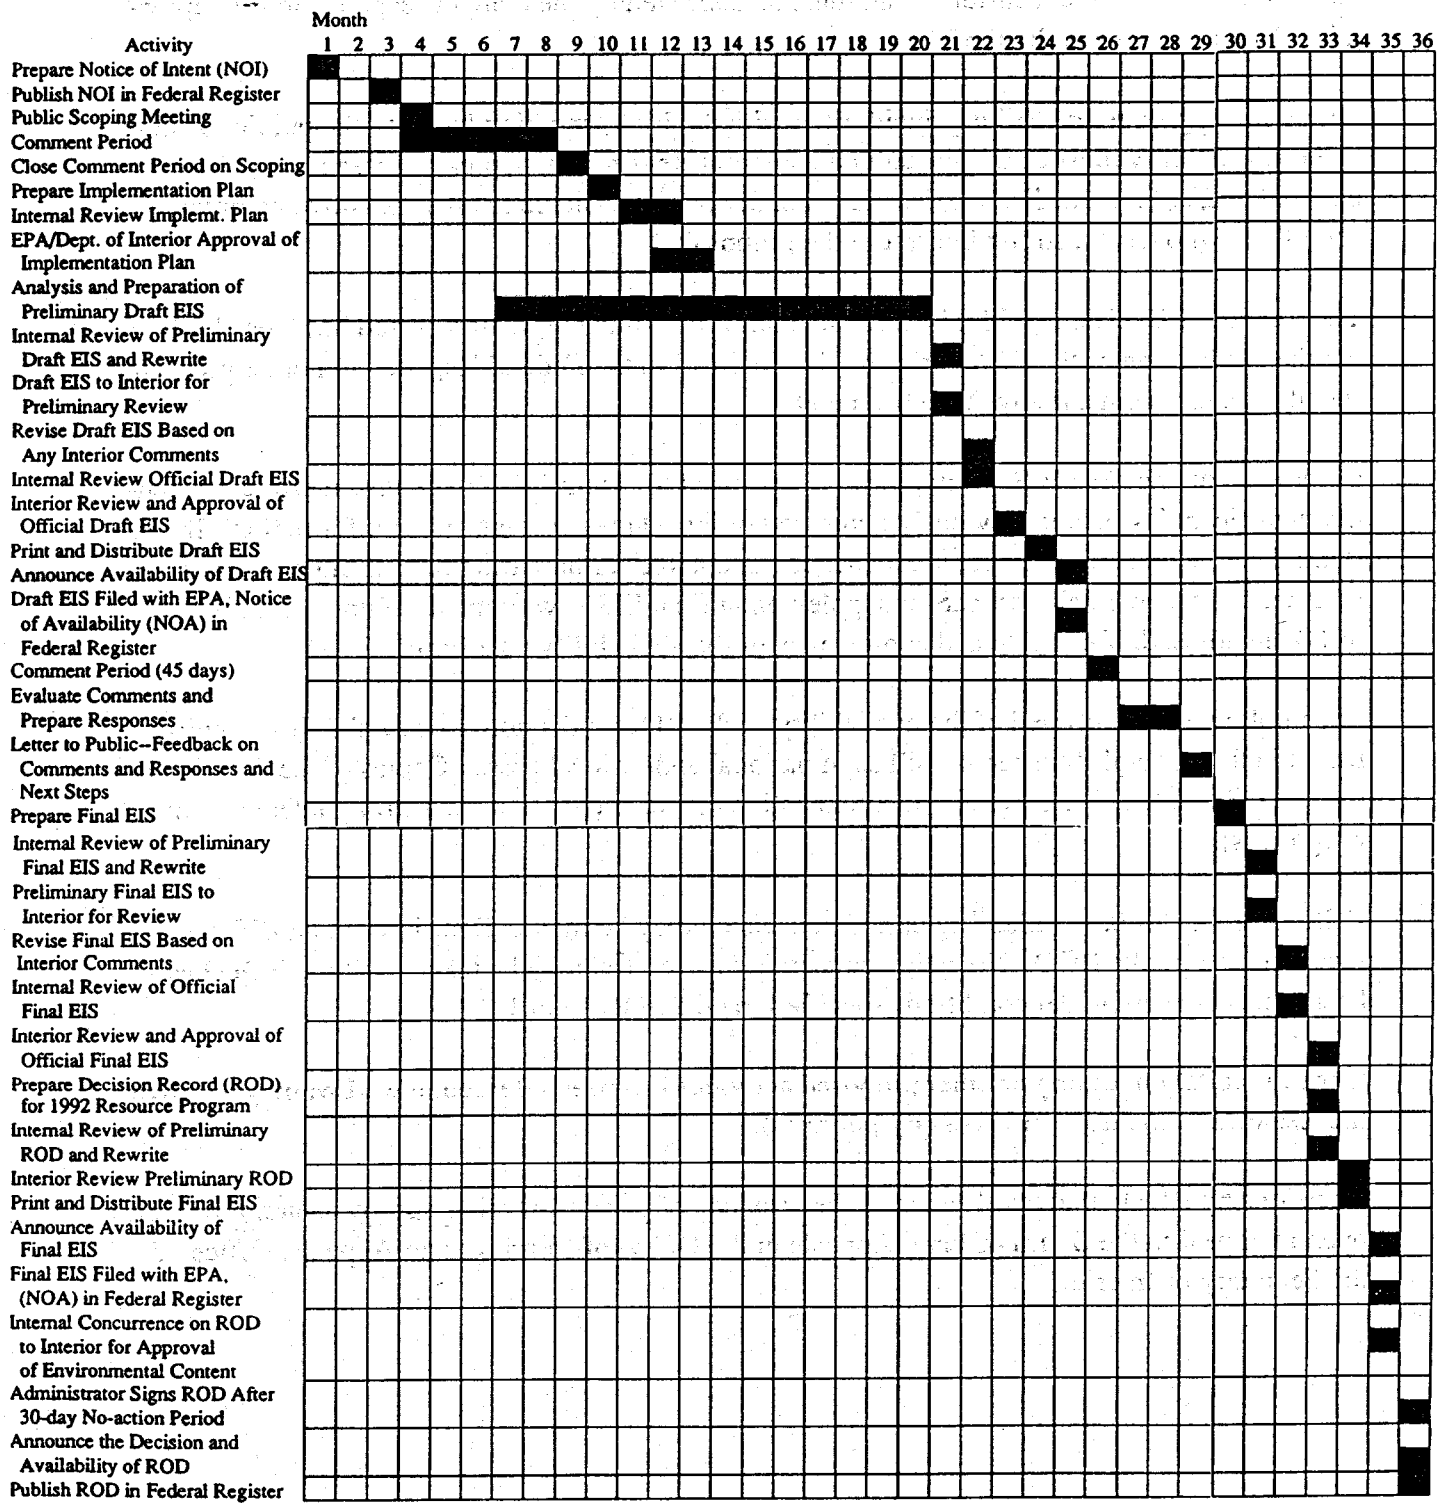 Month
Activity 1 2 3 4 5 6 7 8 9 10 11 12 13 14 15 16 17 18 19 20 21 22 23 24 25 26 27 28 29 30 31 32 33 34 35 36
Prepare Notice of Intent (NOI)
Publish NOI in Federal Register
Public Scoping Meeting
Comment Period
Close Comment Period on Scoping
Prepare Implementation Plan
Internal Review Implemt. Plan
EPA/Dept. of Interior Approval of
Implementation Plan
Analysis and Preparation of
Preliminary Draft EIS
Internal Review of Preliminary
Draft EIS and Rewrite
Draft EIS to Interior for
Preliminary Review
Revise Draft EIS Based on
Any Interior Comments
Internal Review Official Draft EIS
Interior Review and Approval of
Official Draft EIS
Print and Distribute Draft EIS
Announce Availability of Draft EIS
Draft EIS Filed with EPA, Notice
of Availability (NOA) in
Federal Register
Comment Period (45 days)
Evaluate Comments and
Prepare Responses
Letter to Public--Feedback on
Comments and Responses and
Next Steps
Prepare Final EIS
Internal Review of Preliminary
Final EIS and Rewrite
Preliminary Final EIS to
Interior for Review
Revise Final EIS Based on
Interior Comments
Internal Review of Official
Final EIS
Interior Review and Approval of
Official Final EIS
Prepare Decision Record (ROD)
for 1992 Resource Program
Internal Review of Preliminary
ROD and Rewrite
Interior Review Preliminary ROD
Print and Distribute Final EIS
Announce Availability of
Final EIS
Final EIS Filed with EPA,
(NOA) in Federal Register
Internal Concurrence on ROD
to Interior for Approval
of Environmental Content
Administrator Signs ROD After
30-day No-action Period
Announce the Decision and
Availability of ROD
Publish ROD in Federal Register